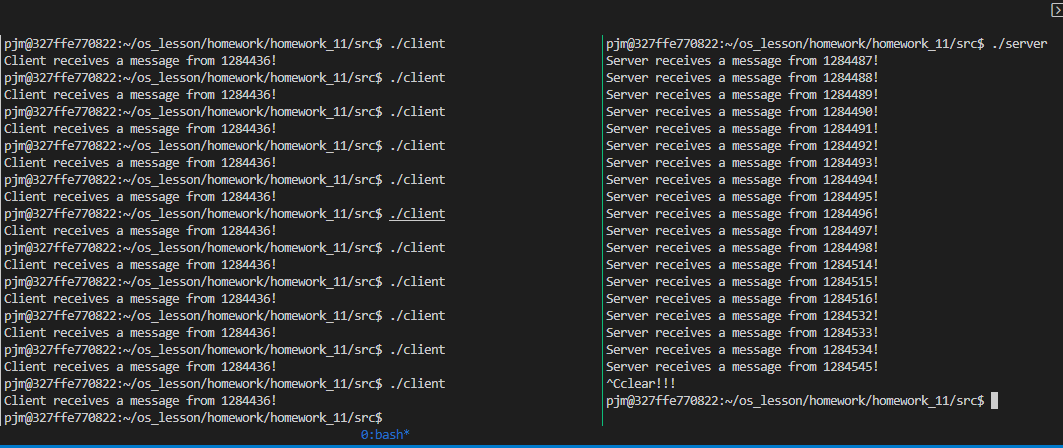 pjm@327ffe770822:~/os_lesson/homework/homework_11/src$ ./client
Client receives a message from 1284436!
pjm@327ffe770822:~/os_lesson/homework/homework_11/src$ ./client
Client receives a message from 1284436!
pjm@327ffe770822:~/os_lesson/homework/homework_11/src$ ./client
Client receives a message from 1284436!
pjm@327ffe770822:~/os_lesson/homework/homework_11/src$ ./client
Client receives a message from 1284436!
pjm@327ffe770822:~/os_lesson/homework/homework_11/src$ ./client
Client receives a message from 1284436!
pjm@327ffe770822:~/os_lesson/homework/homework_11/src$ ./client
Client receives a message from 1284436!
pjm@327ffe770822:~/os_lesson/homework/homework_11/src$ ./client
Client receives a message from 1284436!
pjm@327ffe770822:~/os_lesson/homework/homework_11/src$ ./client
Client receives a message from 1284436!
pjm@327ffe770822:~/os_lesson/homework/homework_11/src$ ./client
Client receives a message from 1284436!
pjm@327ffe770822:~/os_lesson/homework/homework_11/src$ ./client
Client receives a message from 1284436!
pjm@327ffe770822:~/os_lesson/homework/homework_11/src$ ./client
Client receives a message from 1284436!
pjm@327ffe770822:~/os_lesson/homework/homework_11/src$
pjm@327ffe770822:~/os_lesson/homework/homework_11/src$ ./server
Server receives a message from 1284487!
Server receives a message from 1284488!
Server receives a message from 1284489!
Server receives a message from 1284490!
Server receives a message from 1284491!
Server receives a message from 1284492!
Server receives a message from 1284493!
Server receives a message from 1284494!
Server receives a message from 1284495!
Server receives a message from 1284496!
Server receives a message from 1284497!
Server receives a message from 1284498!
Server receives a message from 1284514!
Server receives a message from 1284515!
Server receives a message from 1284516!
Server receives a message from 1284532!
Server receives a message from 1284533!
Server receives a message from 1284534!
Server receives a message from 1284545!
^Cclear!!!
pjm@327ffe770822:~/os_lesson/homework/homework_11/src$
0:bash*